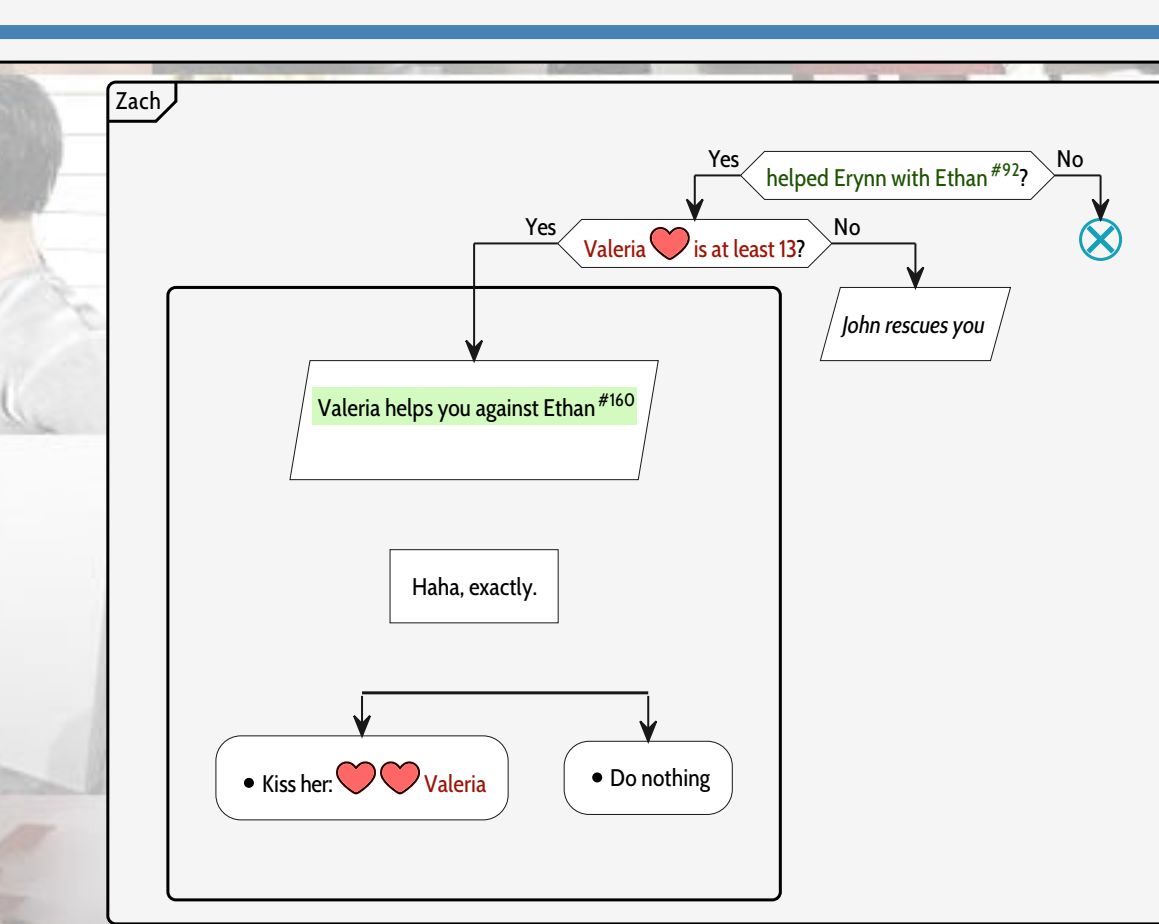 Zach
Yes
helped Erynn with Ethan #92?
No
Yes
Valeria is at least 13?
No
John rescues you
Valeria helps you against Ethan #160
Haha, exactly.
• Kiss her: Valeria
• Do nothing